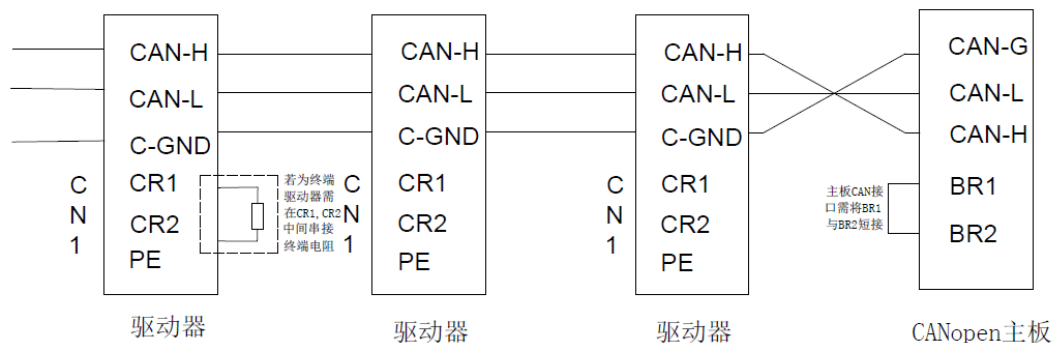 CAN-H
CAN-L
C-GND
CR1
CR2
PE
C
N
1
若为终端
驱动器需
在CR1,CR2
中间串接
终端电阻
驱动器
CAN-H
CAN-L
C-GND
CR1
CR2
PE
C
N
1
驱动器
CAN-H
CAN-L
C-GND
CR1
CR2
PE
C
N
1
驱动器
CAN-G
CAN-L
CAN-H
BR1
BR2
主板CAN接
口需将BR1
与BR2短接
CANopen主板